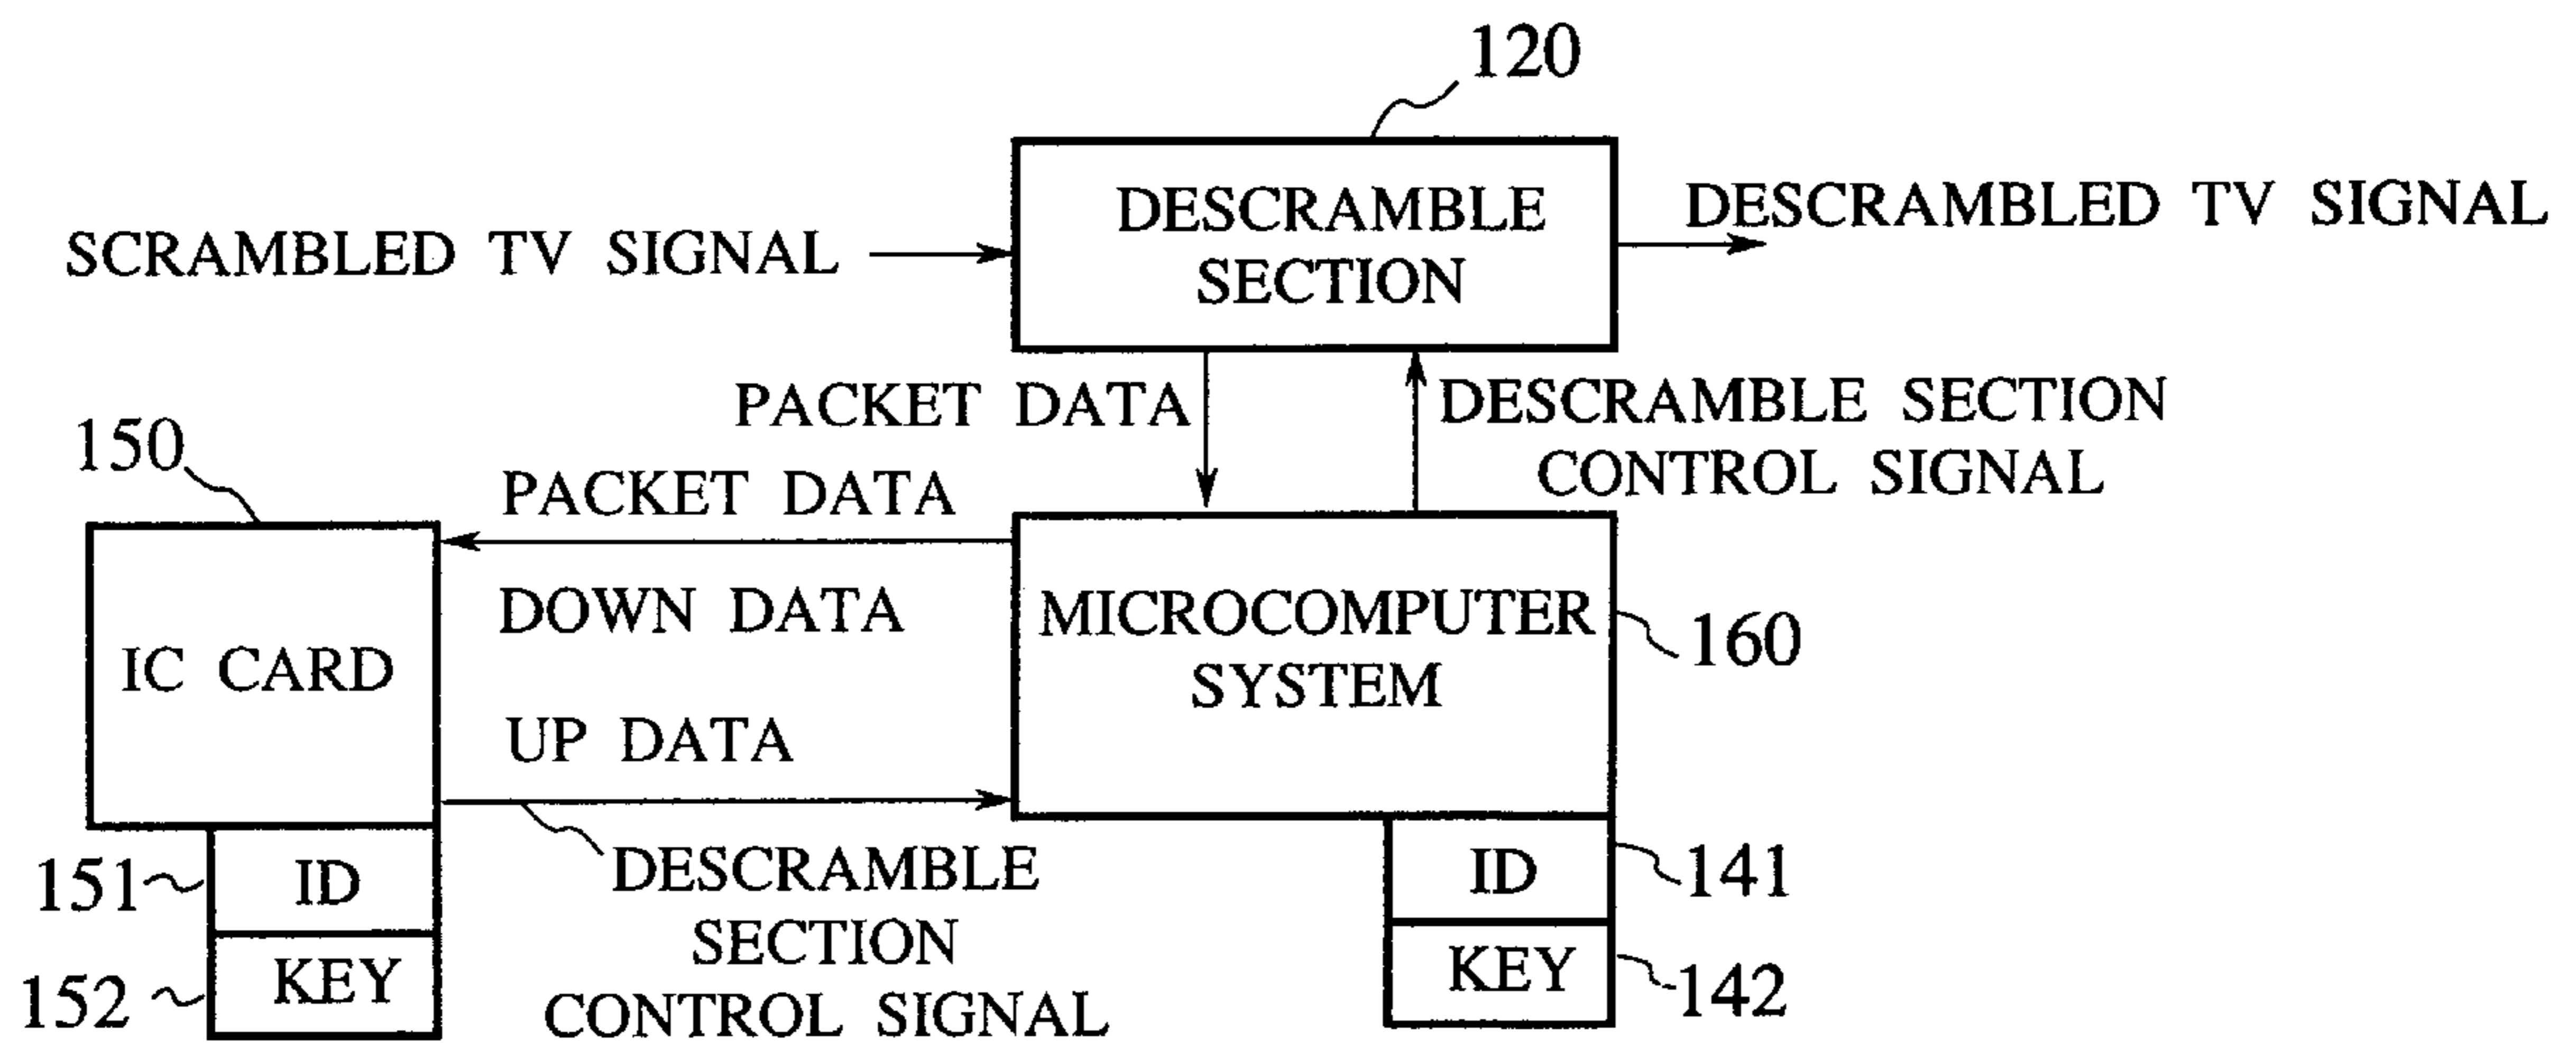 120
DESCRAMBLE
SECTION
SCRAMBLED TV SIGNAL
DESCRAMBLED TV SIGNAL
PACKET DATA
DESCRAMBLE SECTION
CONTROL SIGNAL
150
PACKET DATA
DOWN DATA
IC CARD
UP DATA
MICROCOMPUTER
SYSTEM
160
DESCRAMBLE
SECTION
CONTROL SIGNAL
151
ID
152
KEY
ID
141
KEY
142